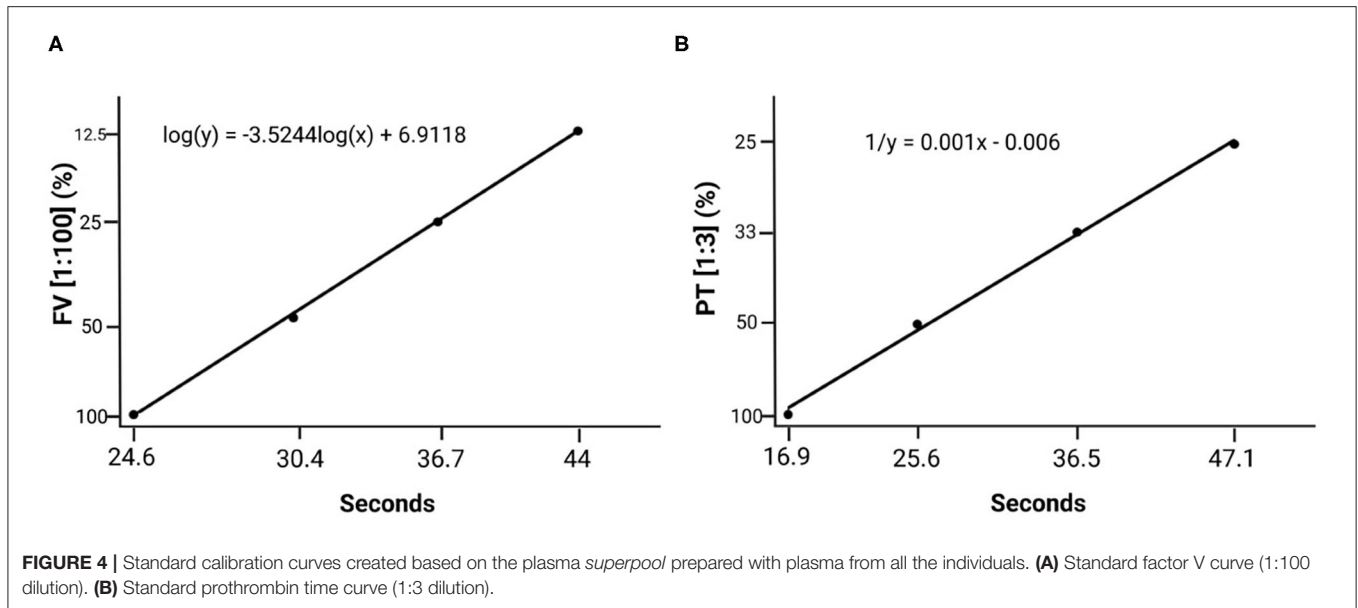 A
log(y) = -3.5244log(x) + 6.9118
FV [1:100] (%)
12.5
25
50
100
24.6 30.4 36.7 44
Seconds
B
1/y = 0.001x - 0.006
PT [1:3] (%)
25
33
50
100
16.9 25.6 36.5 47.1
Seconds
FIGURE 4 | Standard calibration curves created based on the plasma superpool prepared with plasma from all the individuals. (A) Standard factor V curve (1:100
dilution). (B) Standard prothrombin time curve (1:3 dilution).